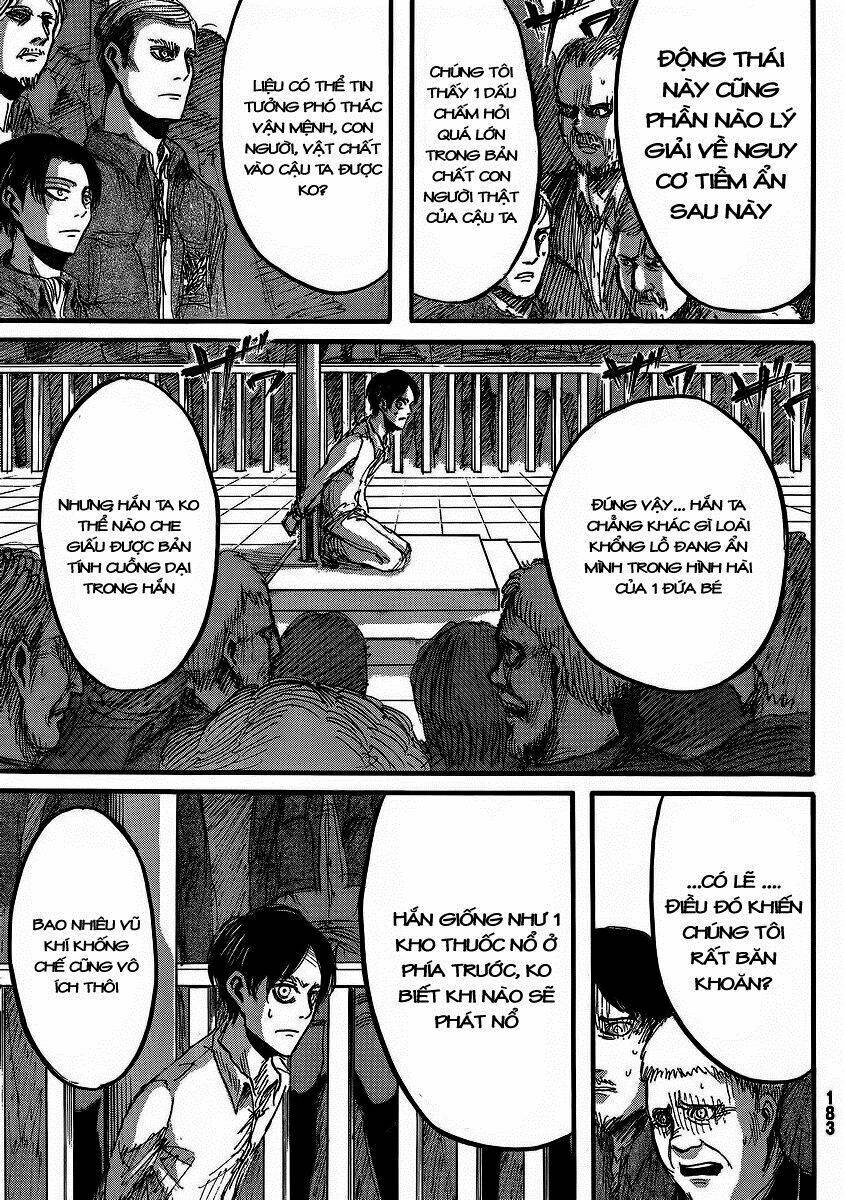 ĐỘNG THÁI
NÀY CŨNG
PHẦN NÀO LÝ
GIẢI VỀ NGUY
CƠ TIỀM ẨN
SAU NÀY
CHÚNG TÔI
THẤY 1 DẤU
CHẤM HỎI
QUÁ LỚN
TRONG BẢN
CHẤT CON
NGƯỜI THẬT
CỦA CẬU TA
LIỆU CÓ THỂ TIN
TƯỞNG PHÓ THÁC
VẬN MỆNH, CON
NGƯỜI, VẬT CHẤT
VÀO CẬU TA ĐƯỢC
KO?
ĐÚNG VẬY... HẮN TA
CHẲNG KHÁC GÌ LOÀI
KHỔNG LỒ ĐANG ẨN
MÌNH TRONG HÌNH HÀI
CỦA 1 ĐỨA BÉ
NHƯNG HẮN TA KO
THỂ NÀO CHE
GIẤU ĐƯỢC BẢN
TÍNH CUỒNG DẠI
TRONG HẮN
...CÓ LẼ ....
ĐIỀU ĐÓ KHIẾN
CHÚNG TÔI
RẤT BĂN
KHOĂN?
HẮN GIỐNG NHƯ 1
KHO THUỐC NỔ Ở
PHÍA TRƯỚC, KO
BIẾT KHI NÀO SẼ
PHÁT NỔ
BAO NHIÊU VŨ
KHÍ KHỐNG
CHẾ CŨNG VÔ
ÍCH THÔI
183